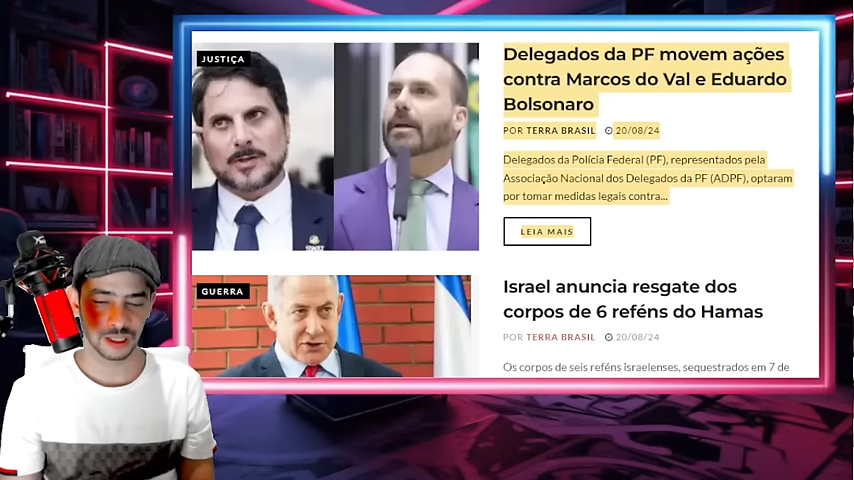 JUSTIÇA
Delegados da PF movem ações
contra Marcos do Val e Eduardo
Bolsonaro
POR TERRA BRASIL 20/08/24
Delegados da Polícia Federal (PF), representados pela
Associação Nacional dos Delegados da PF (ADPF), optaram
por tomar medidas legais contra...
LEIA MAIS
GUERRA
Israel anuncia resgate dos
corpos de 6 reféns do Hamas
POR TERRA BRASIL 20/08/24
Os corpos de seis reféns israelenses, sequestrados em 7 de